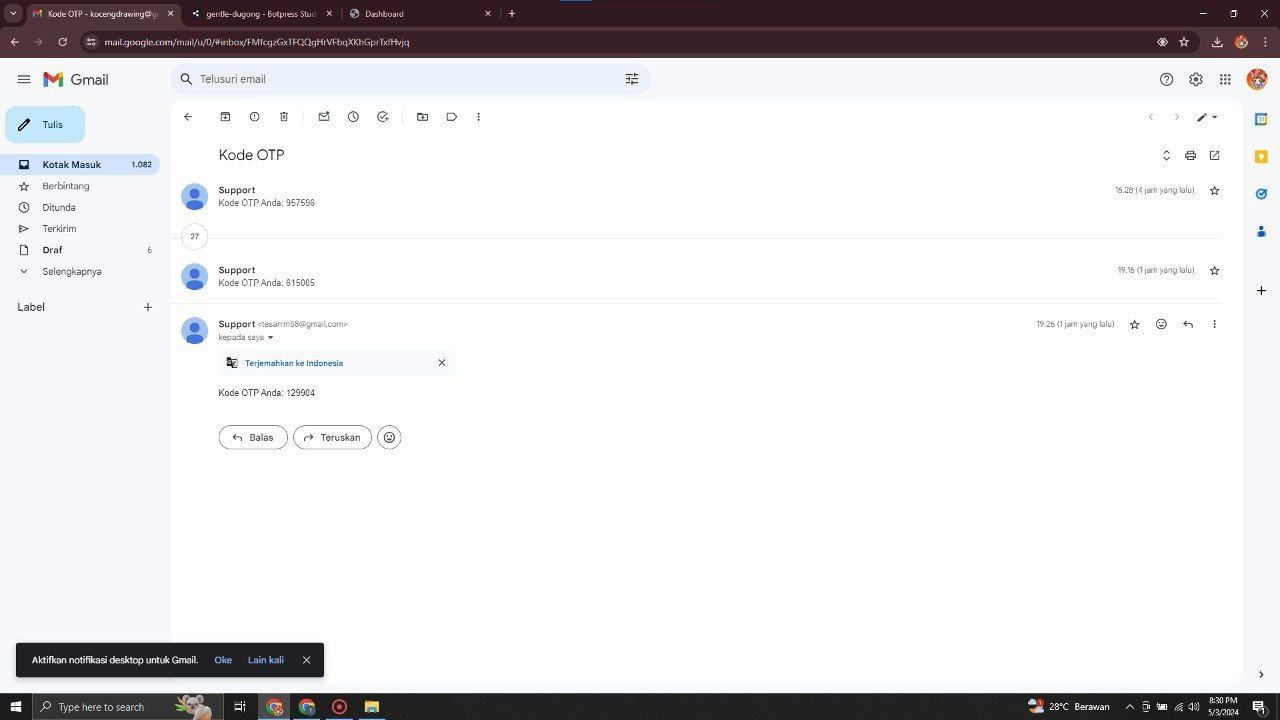 Kode OTP - kocengdrawing@g
gentle-dugong - Botpress Stud
Dashboard
mail.google.com/mail/u/0/#inbox/FMfcgzGxTFQQgHrVFbqXKhGprTxfHvjq
Gmail
Telusuri email
Tulis
Kotak Masuk 1.082
Berbintang
Ditunda
Terkirim
Draf 6
Selengkapnya
Label
Kode OTP
Support 16.28 (4 jam yang lalu)
Kode OTP Anda: 957596
27
Support 19.16 (1 jam yang lalu)
Kode OTP Anda: 615005
Support <tesarrm58@gmail.com> 19.26 (1 jam yang lalu)
kepada saya
Terjemahkan ke Indonesia
Kode OTP Anda: 129904
Balas Teruskan
Aktifkan notifikasi desktop untuk Gmail. Oke Lain kali
Type here to search
28°C Berawan
8:30 PM
5/3/2024